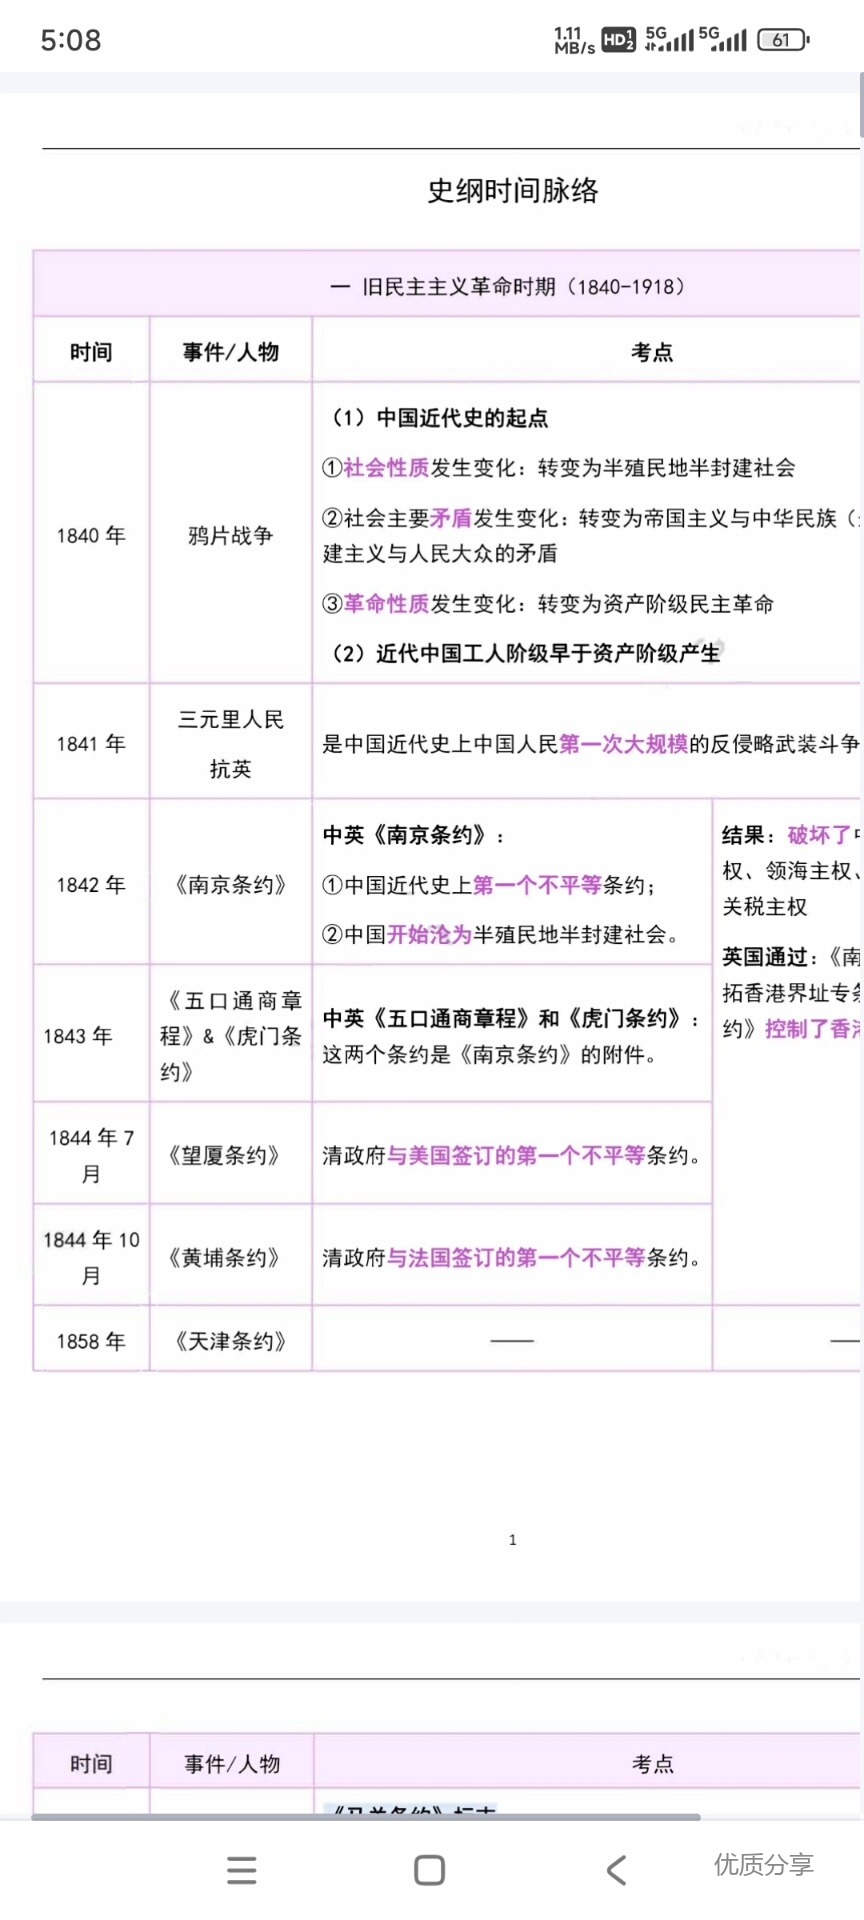 5:08
1.11 MB/s HD 1 2 5G 5G 61
史纲时间脉络
一 旧民主主义革命时期（1840-1918）
时间 事件/人物 考点
1840 年 鸦片战争
（1）中国近代史的起点
①社会性质发生变化：转变为半殖民地半封建社会
②社会主要矛盾发生变化：转变为帝国主义与中华民族（
建主义与人民大众的矛盾
③革命性质发生变化：转变为资产阶级民主革命
（2）近代中国工人阶级早于资产阶级产生
1841 年
三元里人民
抗英
是中国近代史上中国人民第一次大规模的反侵略武装斗争
1842 年 《南京条约》
中英《南京条约》：
①中国近代史上第一个不平等条约；
②中国开始沦为半殖民地半封建社会。
结果：破坏了
权、领海主权、
关税主权
英国通过：《南
拓香港界址专
约》控制了香
1843 年
《五口通商章
程》&《虎门条
约》
中英《五口通商章程》和《虎门条约》：
这两个条约是《南京条约》的附件。
1844 年 7
月
《望厦条约》
清政府与美国签订的第一个不平等条约。
1844 年 10
月
《黄埔条约》
清政府与法国签订的第一个不平等条约。
1858 年 《天津条约》 —— —
1
时间 事件/人物 考点
优质分享